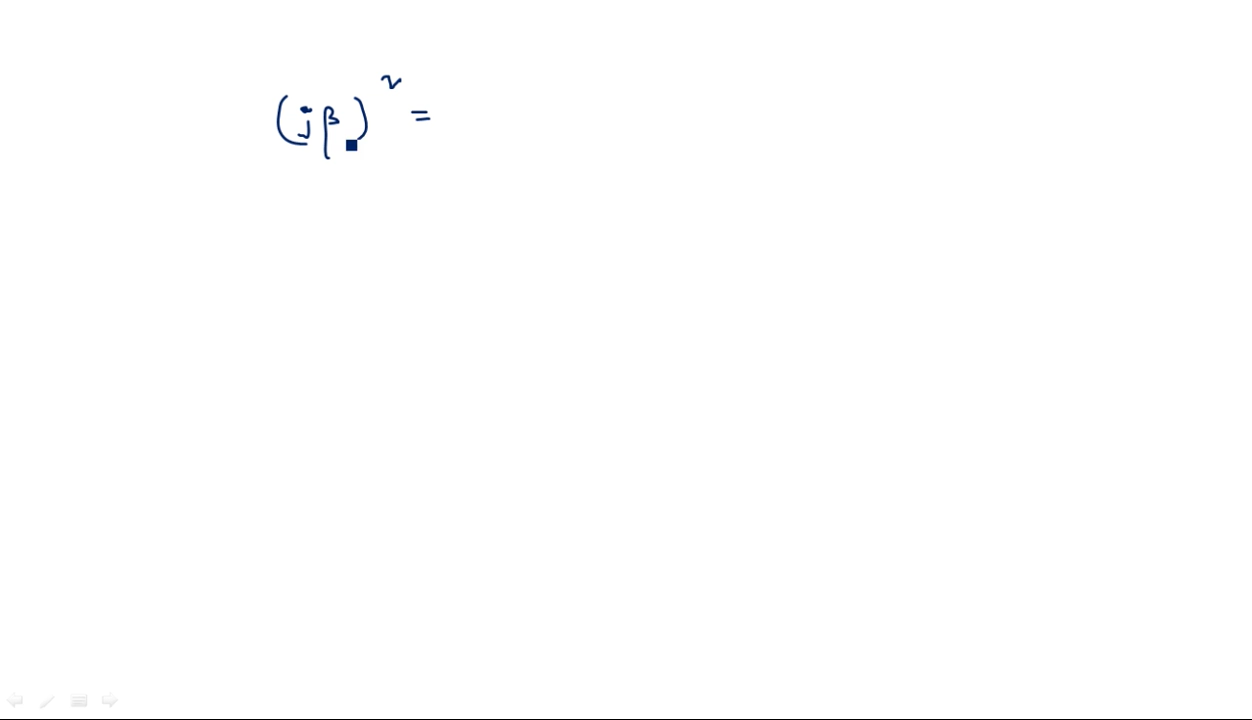 (jβ)² =